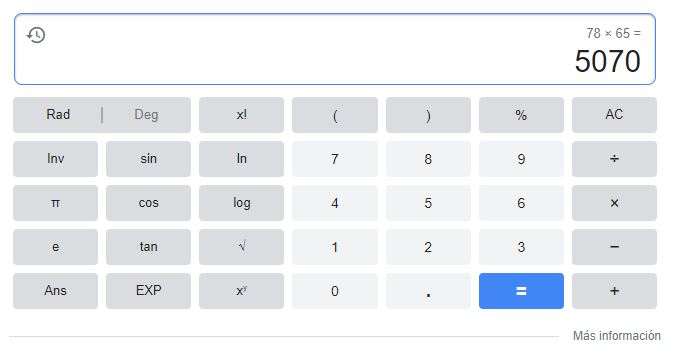 78 × 65 =
5070
Rad | Deg x! ( ) % AC
Inv sin ln 7 8 9 ÷
π cos log 4 5 6 ×
e tan √ 1 2 3 −
Ans EXP xʸ 0 . = +
Más información